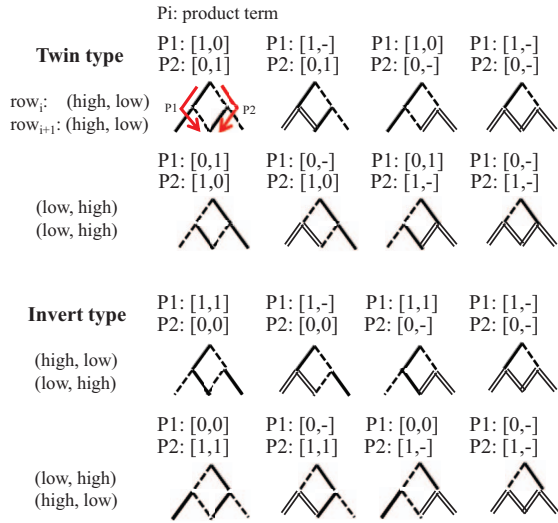 Pi: product term
Twin type
P1: [1,0] P1: [1,-] P1: [1,0] P1: [1,-]
P2: [0,1] P2: [0,1] P2: [0,-] P2: [0,-]
row_i: (high, low) P1 P2
row_{i+1}: (high, low)
P1: [0,1] P1: [0,-] P1: [0,1] P1: [0,-]
P2: [1,0] P2: [1,0] P2: [1,-] P2: [1,-]
(low, high)
(low, high)
Invert type
P1: [1,1] P1: [1,-] P1: [1,1] P1: [1,-]
P2: [0,0] P2: [0,0] P2: [0,-] P2: [0,-]
(high, low)
(low, high)
P1: [0,0] P1: [0,-] P1: [0,0] P1: [0,-]
P2: [1,1] P2: [1,1] P2: [1,-] P2: [1,-]
(low, high)
(high, low)